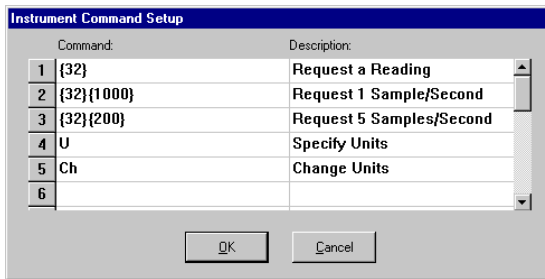 Instrument Command Setup
Command: Description:
1 {32} Request a Reading
2 {32}{1000} Request 1 Sample/Second
3 {32}{200} Request 5 Samples/Second
4 U Specify Units
5 Ch Change Units
6
OK Cancel